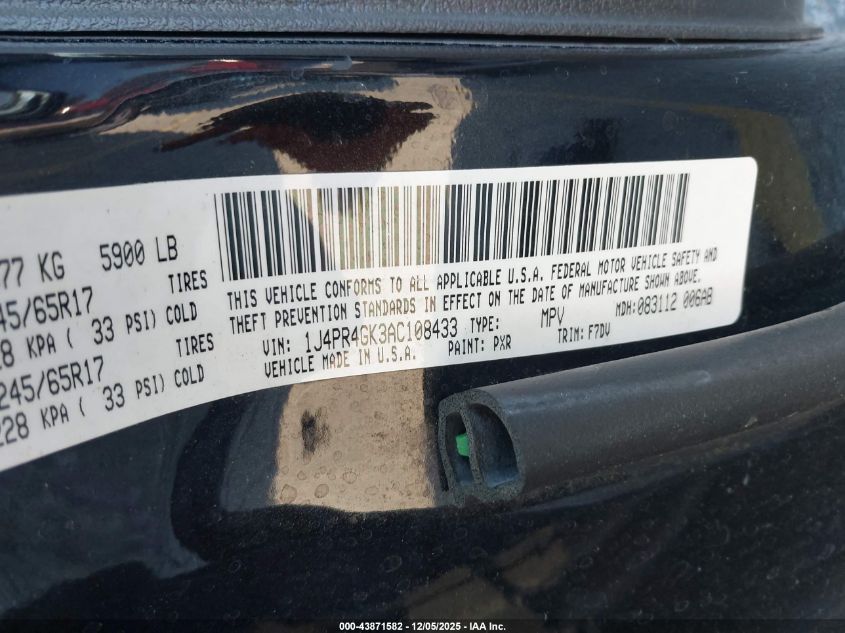 77 KG 5900 LB
245/65R17 TIRES
228 KPA ( 33 PSI) COLD
245/65R17 TIRES
228 KPA ( 33 PSI) COLD
THIS VEHICLE CONFORMS TO ALL APPLICABLE U.S.A. FEDERAL MOTOR VEHICLE SAFETY AND
THEFT PREVENTION STANDARDS IN EFFECT ON THE DATE OF MANUFACTURE SHOWN ABOVE.
VIN: 1J4PR4GK3AC108433 TYPE: MPV MDH: 083112 006AB
VEHICLE MADE IN U.S.A. PAINT: PXR TRIM: F7DV
000-43871582 - 12/05/2025 - IAA Inc.